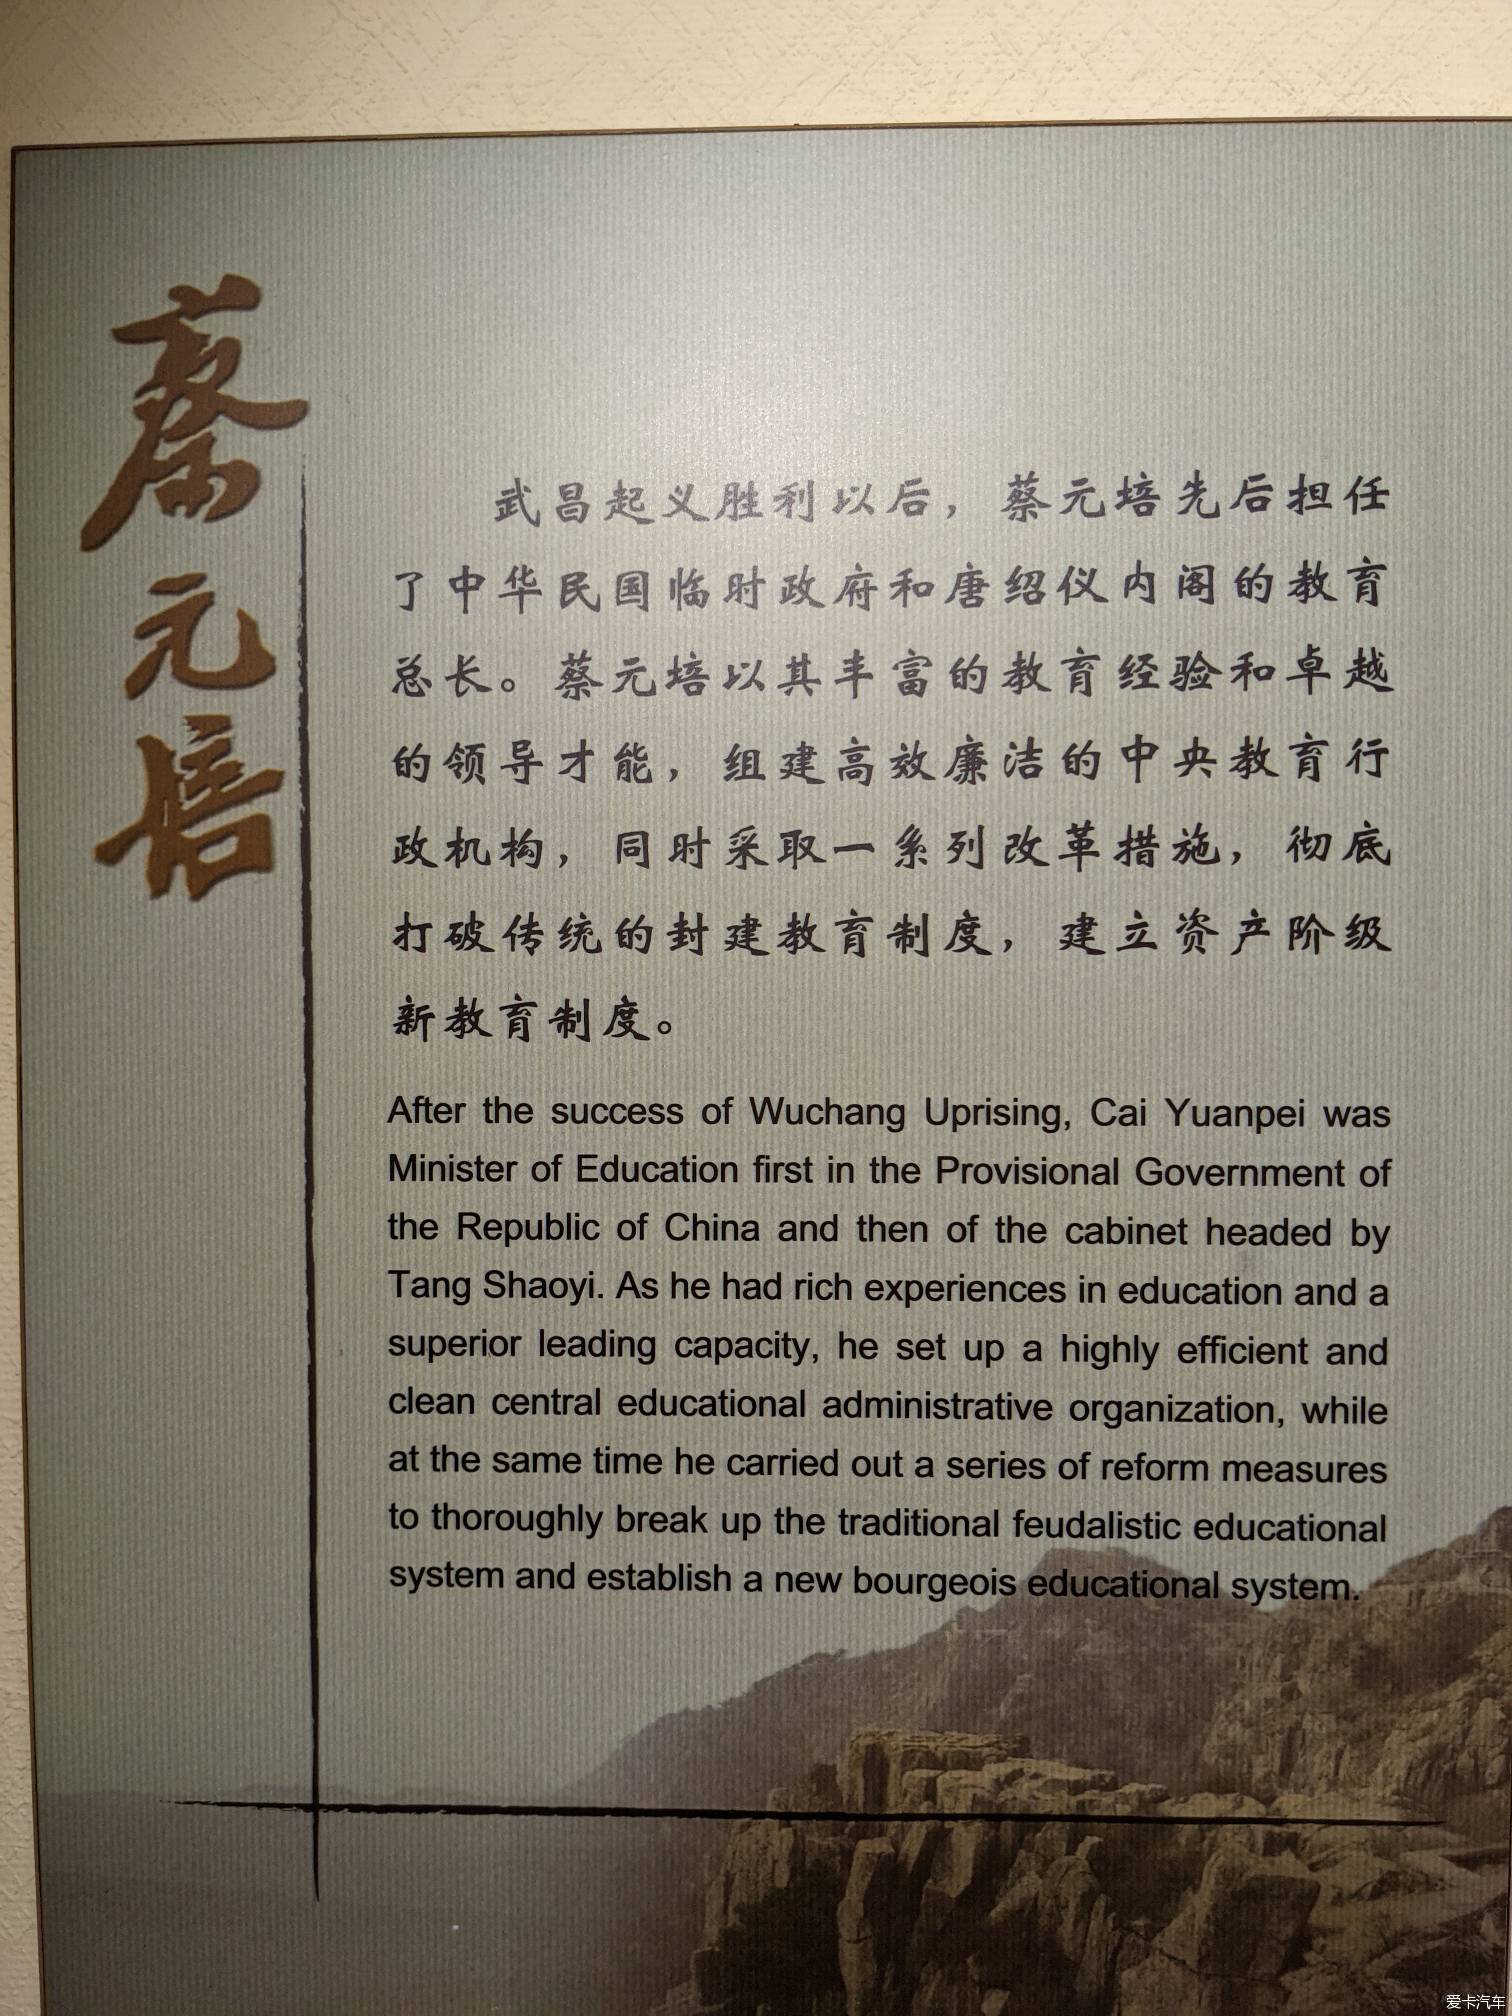 蔡元培
武昌起义胜利以后，蔡元培先后担任
了中华民国临时政府和唐绍仪内阁的教育
总长。蔡元培以其丰富的教育经验和卓越
的领导才能，组建高效廉洁的中央教育行
政机构，同时采取一系列改革措施，彻底
打破传统的封建教育制度，建立资产阶级
新教育制度。
After the success of Wuchang Uprising, Cai Yuanpei was
Minister of Education first in the Provisional Government of
the Republic of China and then of the cabinet headed by
Tang Shaoyi. As he had rich experiences in education and a
superior leading capacity, he set up a highly efficient and
clean central educational administrative organization, while
at the same time he carried out a series of reform measures
to thoroughly break up the traditional feudalistic educational
system and establish a new bourgeois educational system.
爱卡汽车